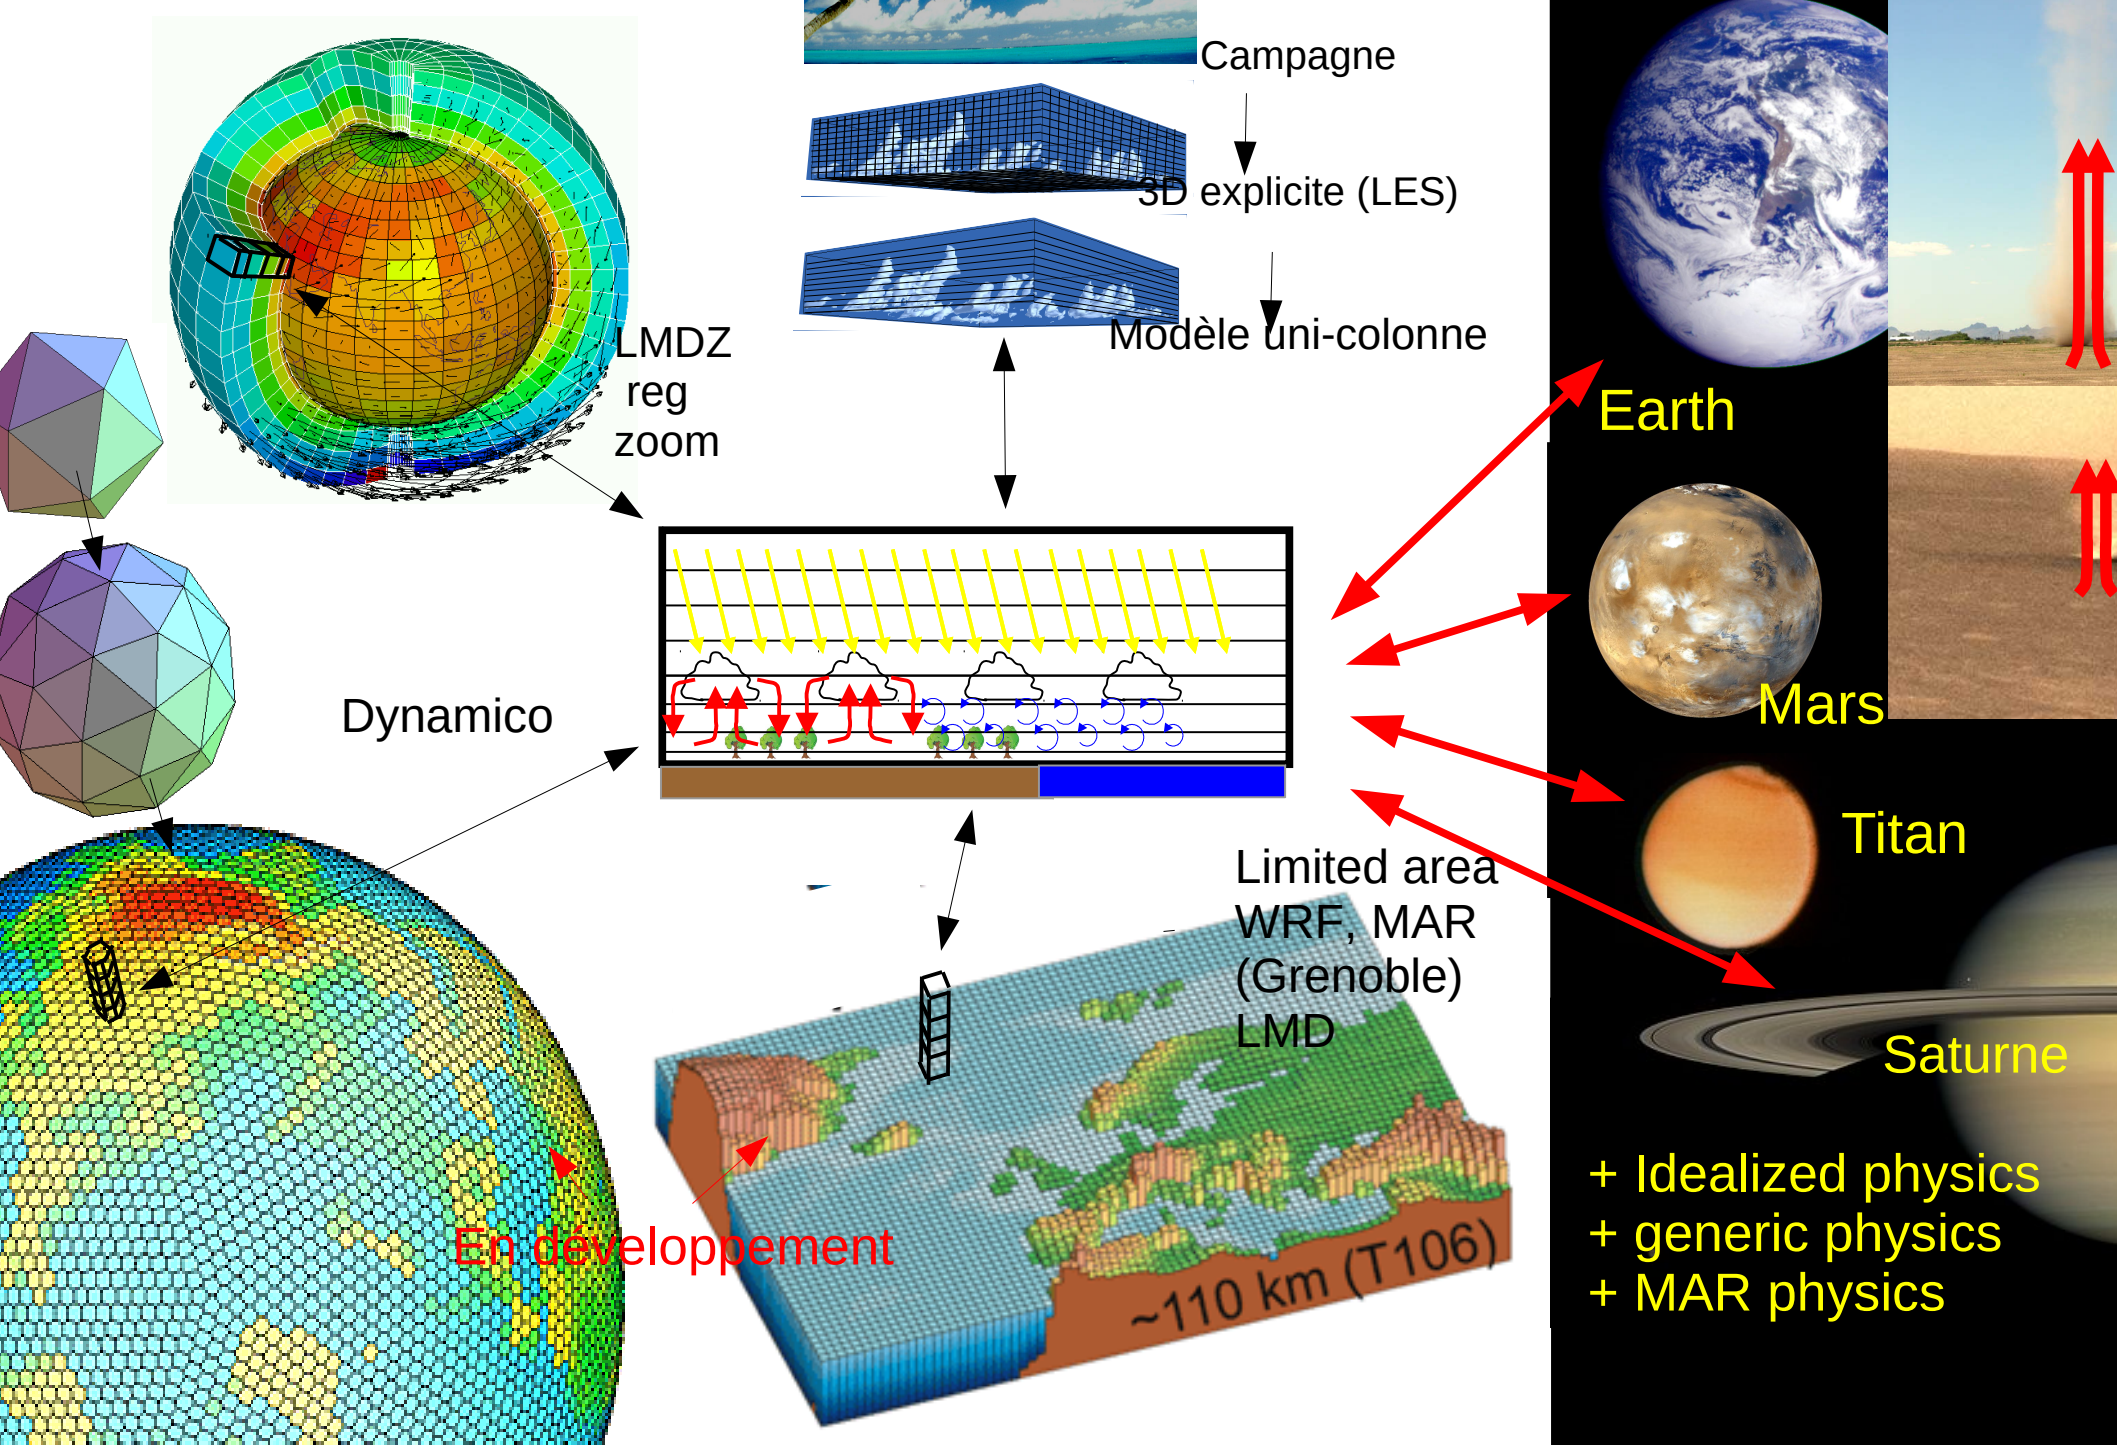 Campagne
3D explicite (LES)
Modèle uni-colonne
LMDZ
reg
zoom
Dynamico
Limited area
WRF, MAR
(Grenoble)
LMD
En développement
~110 km (T106)
Earth
Mars
Titan
Saturne
+ Idealized physics
+ generic physics
+ MAR physics